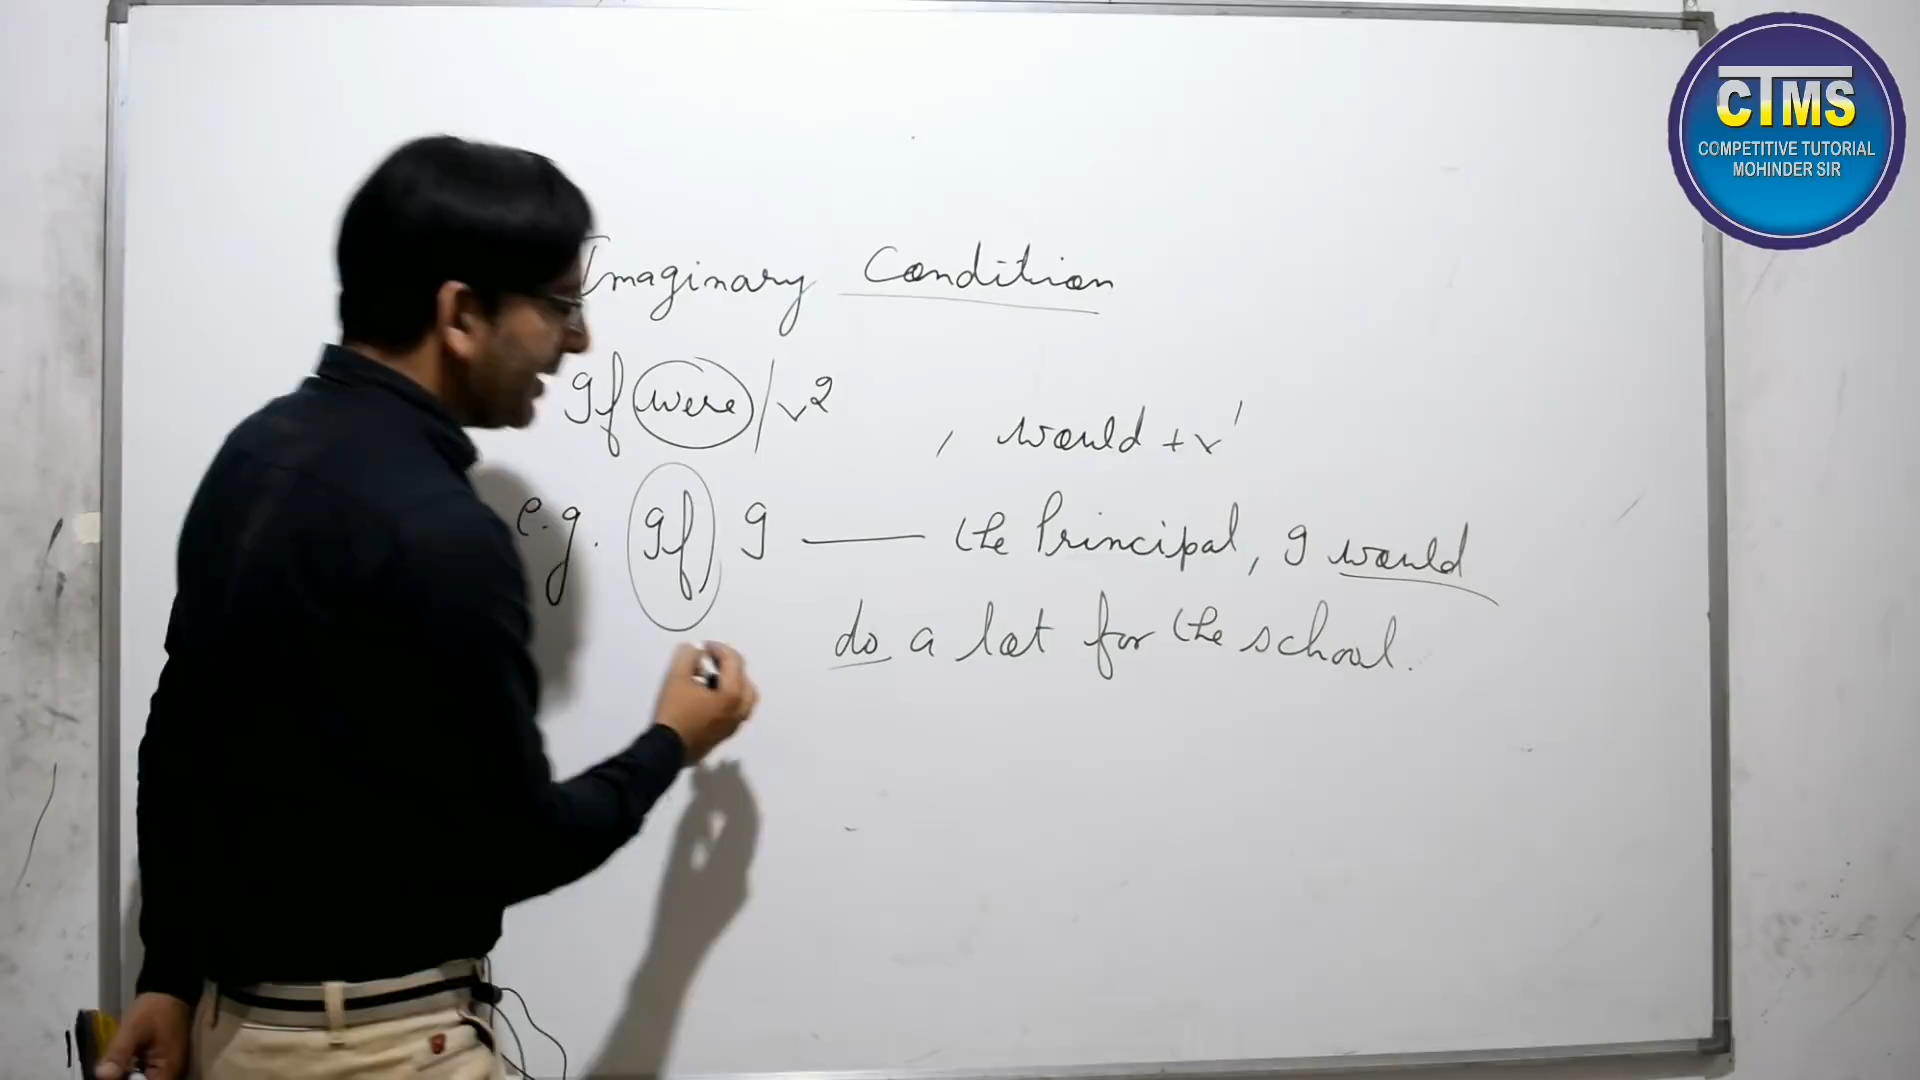 CTMS
COMPETITIVE TUTORIAL
MOHINDER SIR
Imaginary Condition
If were / v2 , would + v1
e.g. If I —— the Principal, I would
do a lot for the school.